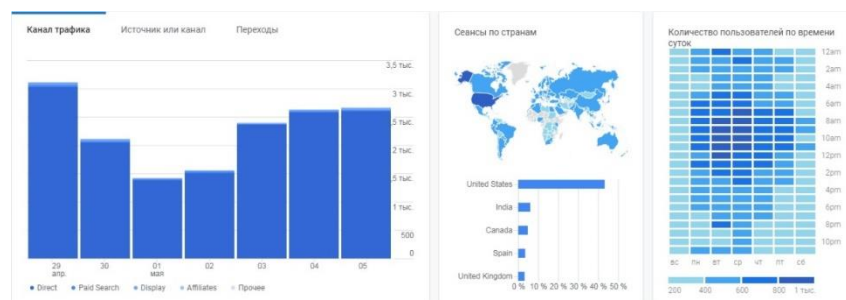 Канал трафика Источник или канал Переходы
3,5 тыс.
3 тыс.
,5 тыс.
2 тыс.
,5 тыс.
1 тыс.
500
0
29 30 01 02 03 04 05
апр. май
Direct Paid Search Display Affiliates Прочее
Сеансы по странам
United States
India
Canada
Spain
United Kingdom
0 % 10 % 20 % 30 % 40 % 50 %
Количество пользователей по времени
суток
12am
2am
4am
6am
8am
10am
12pm
2pm
4pm
6pm
8pm
10pm
вс пн вт ср чт пт сб
200 400 600 800 1 тыс.